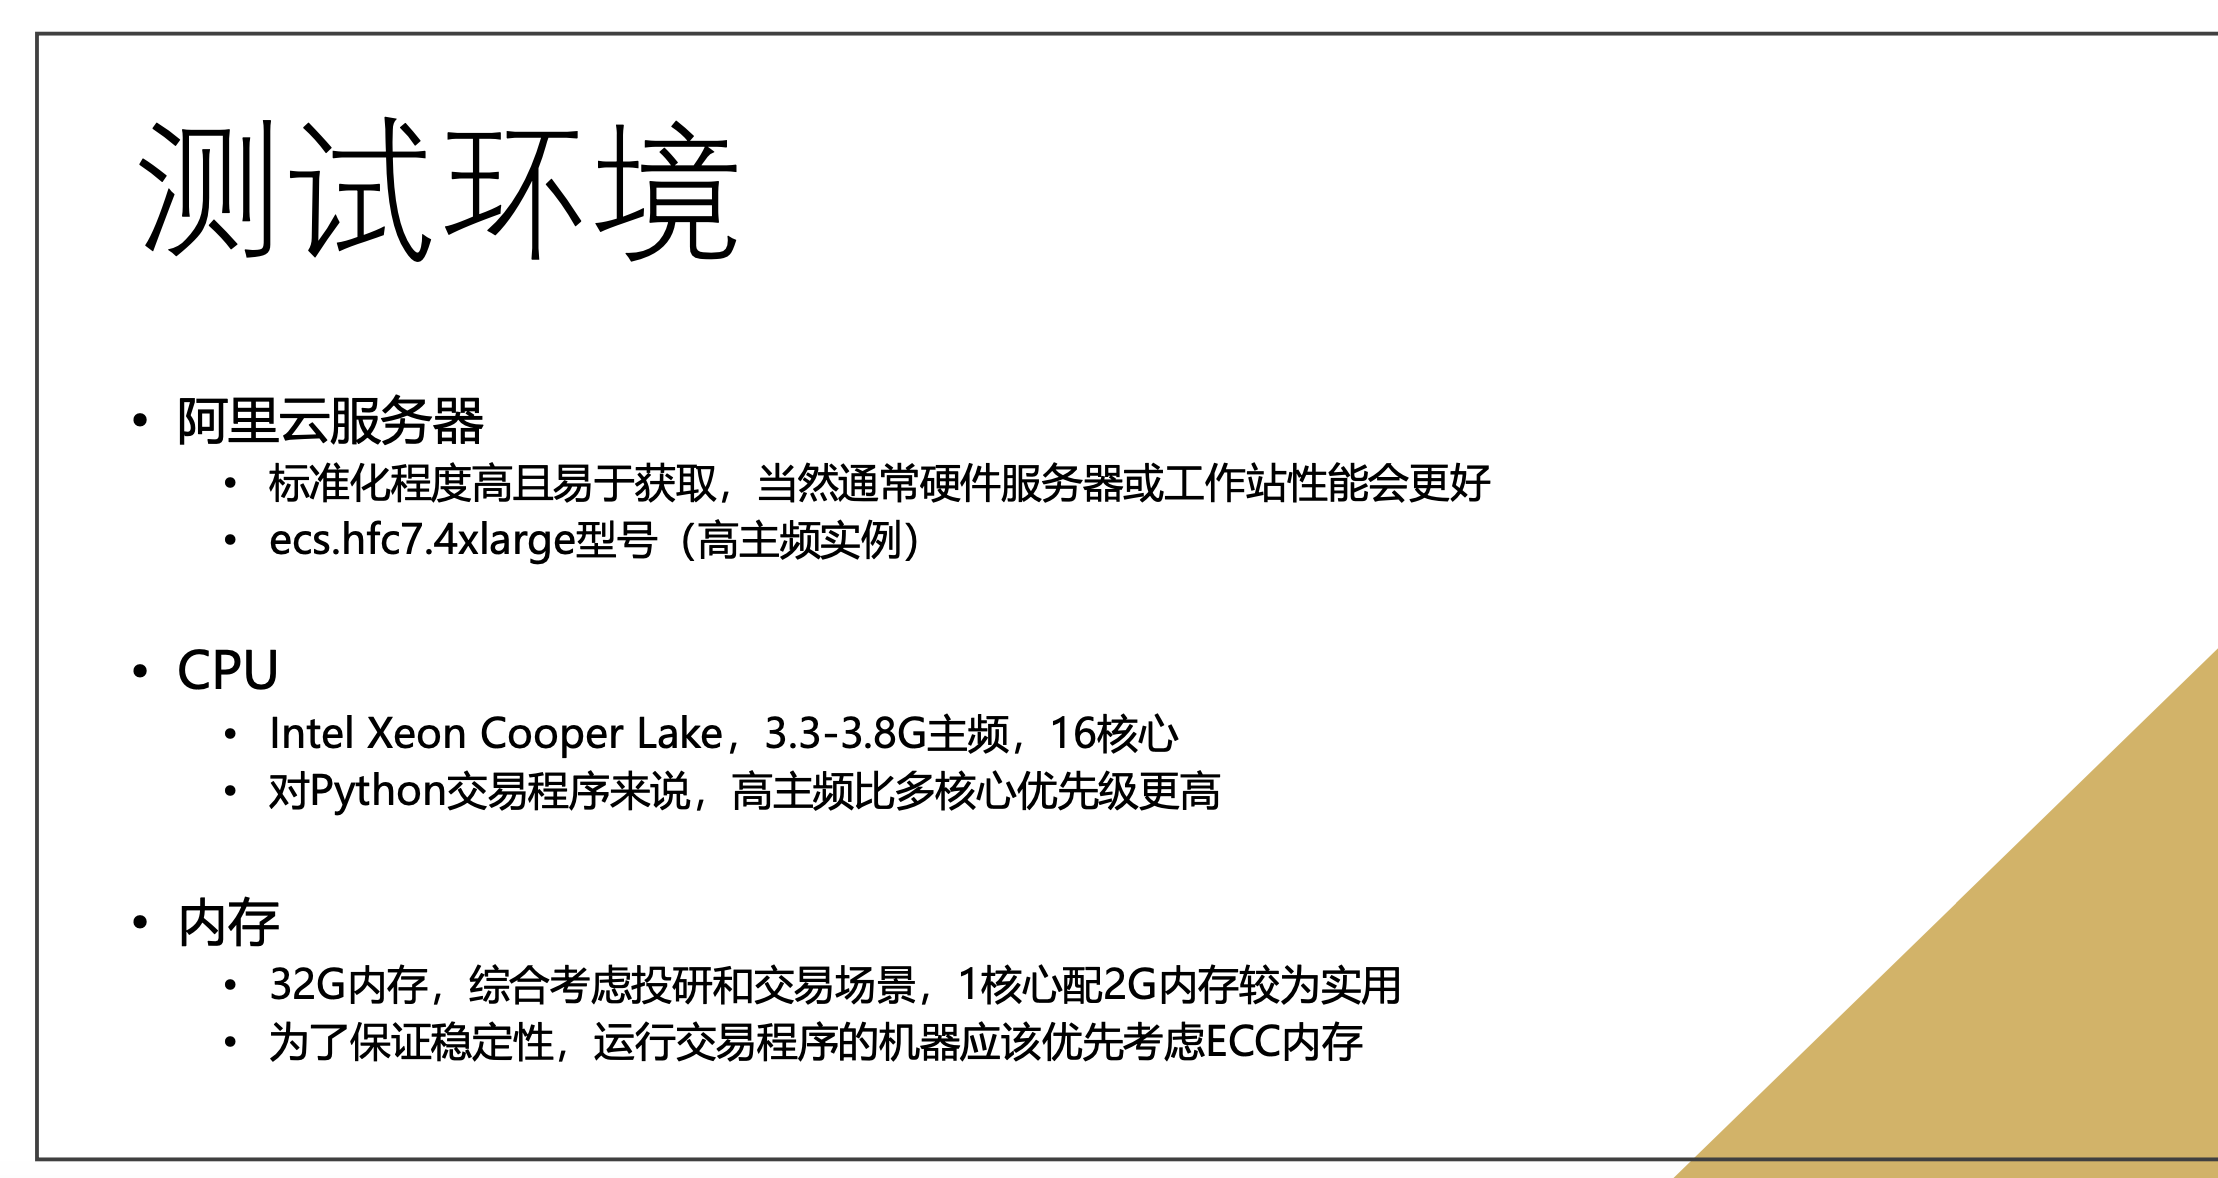 测试环境
• 阿里云服务器
• 标准化程度高且易于获取，当然通常硬件服务器或工作站性能会更好
• ecs.hfc7.4xlarge型号（高主频实例）
• CPU
• Intel Xeon Cooper Lake，3.3-3.8G主频，16核心
• 对Python交易程序来说，高主频比多核心优先级更高
• 内存
• 32G内存，综合考虑投研和交易场景，1核心配2G内存较为实用
• 为了保证稳定性，运行交易程序的机器应该优先考虑ECC内存